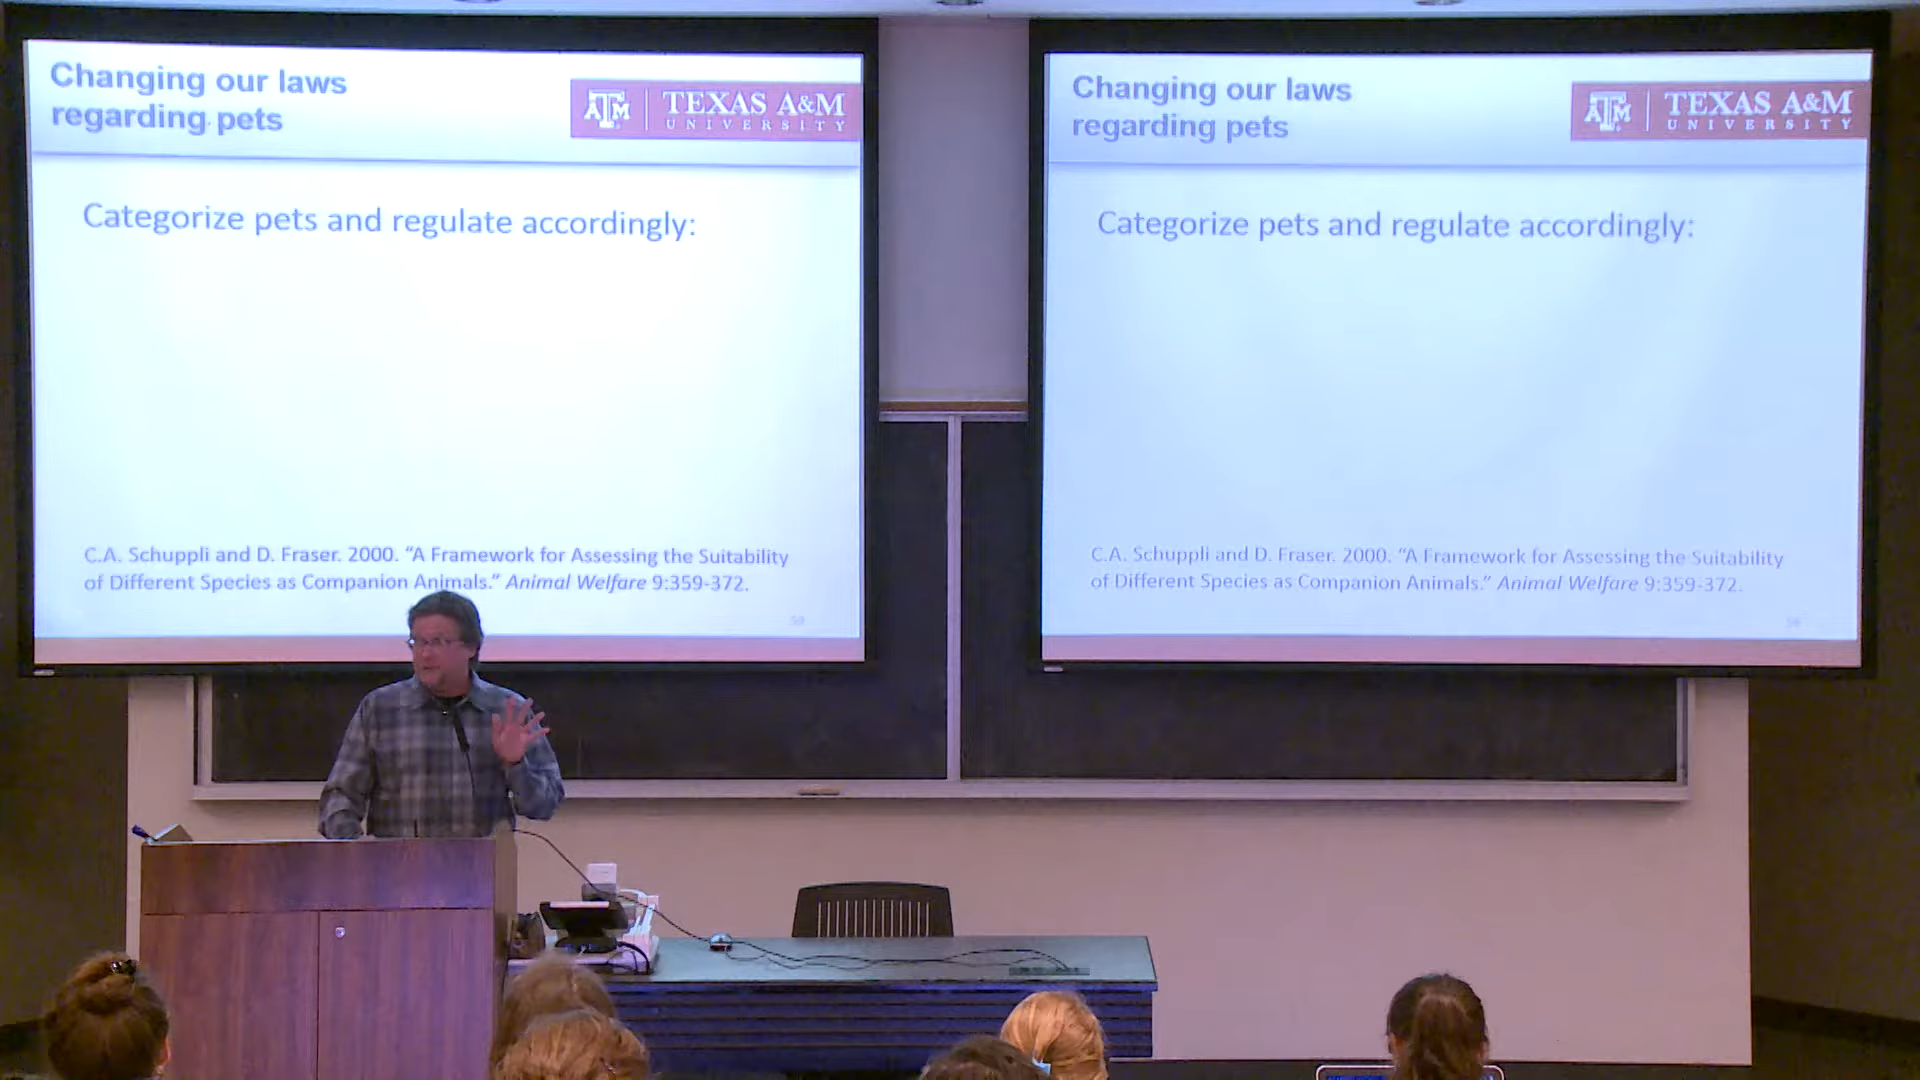 Changing our laws
regarding pets
ATM
TEXAS A&M
UNIVERSITY
Categorize pets and regulate accordingly:
C.A. Schuppli and D. Fraser. 2000. “A Framework for Assessing the Suitability
of Different Species as Companion Animals.” Animal Welfare 9:359-372.
Changing our laws
regarding pets
ATM
TEXAS A&M
UNIVERSITY
Categorize pets and regulate accordingly:
C.A. Schuppli and D. Fraser. 2000. “A Framework for Assessing the Suitability
of Different Species as Companion Animals.” Animal Welfare 9:359-372.